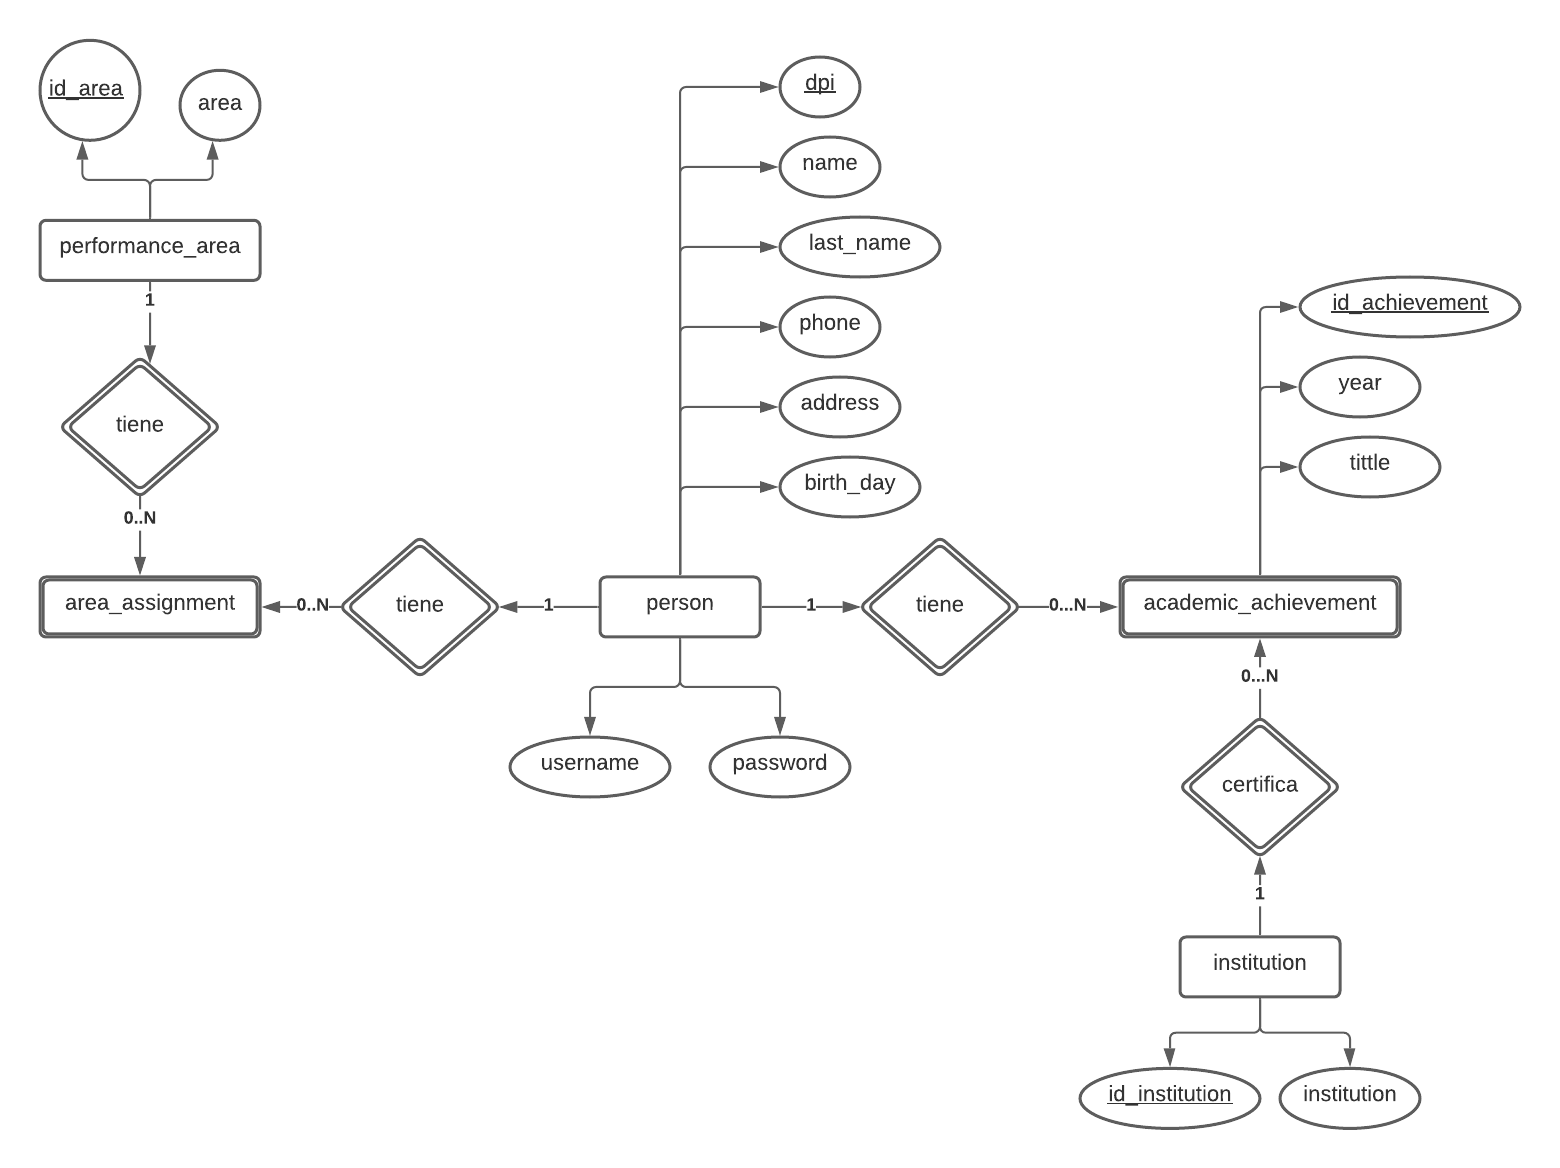 id_area
area
performance_area
1
tiene
0..N
area_assignment
0..N
tiene
1
person
dpi
name
last_name
phone
address
birth_day
username
password
1
tiene
0...N
academic_achievement
id_achievement
year
tittle
0...N
certifica
1
institution
id_institution
institution